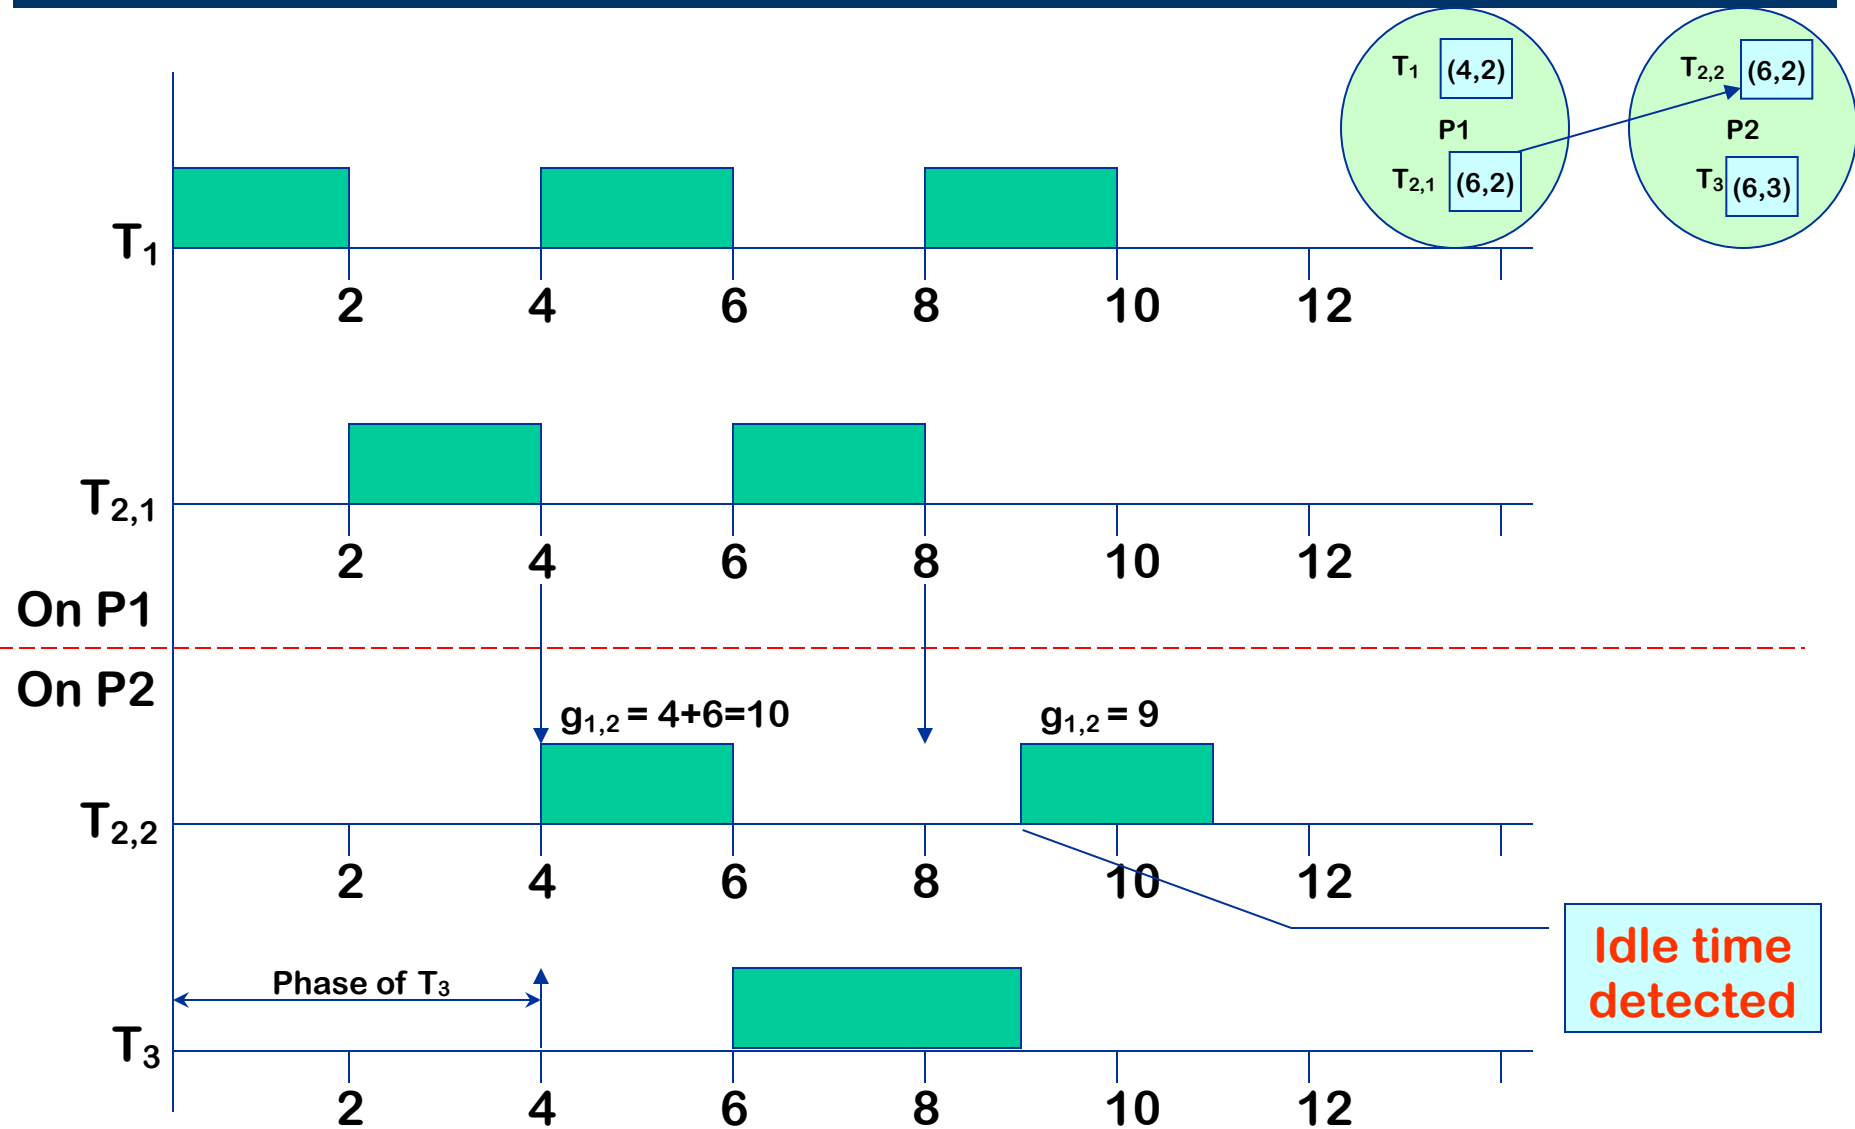 T1 (4,2)
P1
T2,1 (6,2)
T2,2 (6,2)
P2
T3 (6,3)
T1
2 4 6 8 10 12
T2,1
2 4 6 8 10 12
On P1
On P2
g1,2 = 4+6=10
g1,2 = 9
T2,2
2 4 6 8 10 12
Idle time
detected
Phase of T3
T3
2 4 6 8 10 12